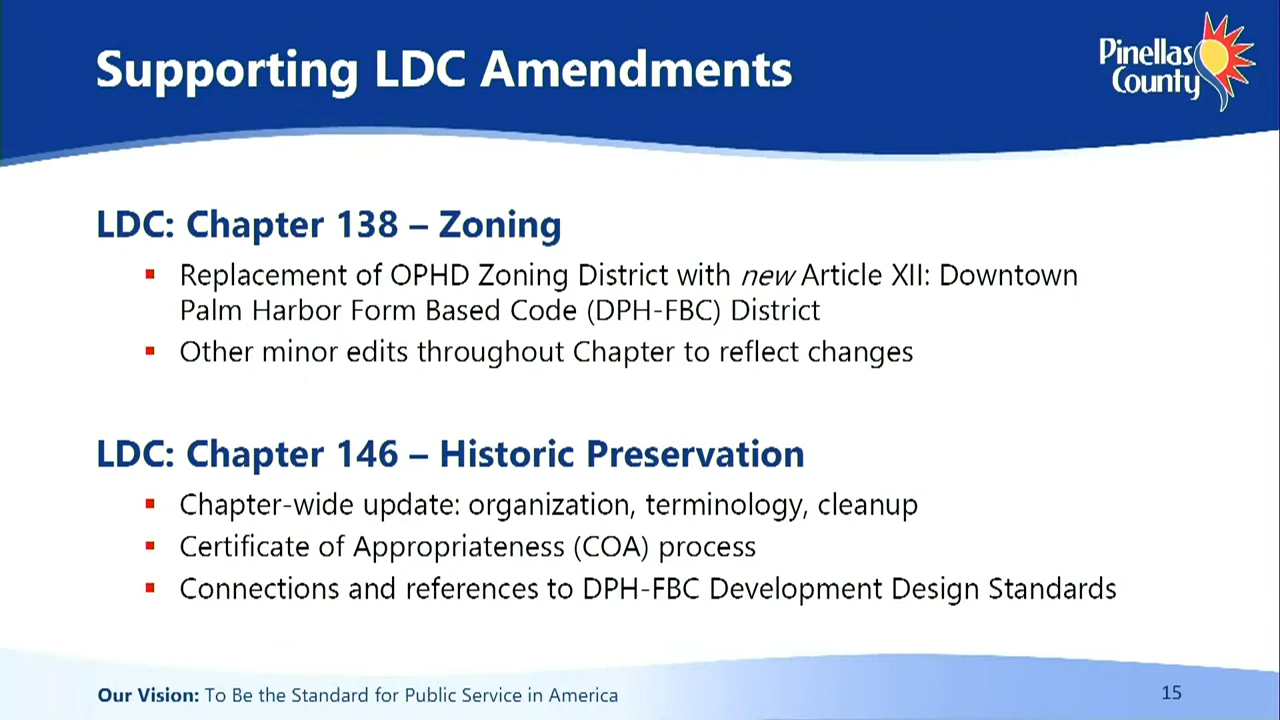 Supporting LDC Amendments
Pinellas
County
LDC: Chapter 138 – Zoning
▪ Replacement of OPHD Zoning District with new Article XII: Downtown
Palm Harbor Form Based Code (DPH-FBC) District
▪ Other minor edits throughout Chapter to reflect changes
LDC: Chapter 146 – Historic Preservation
▪ Chapter-wide update: organization, terminology, cleanup
▪ Certificate of Appropriateness (COA) process
▪ Connections and references to DPH-FBC Development Design Standards
Our Vision: To Be the Standard for Public Service in America
15